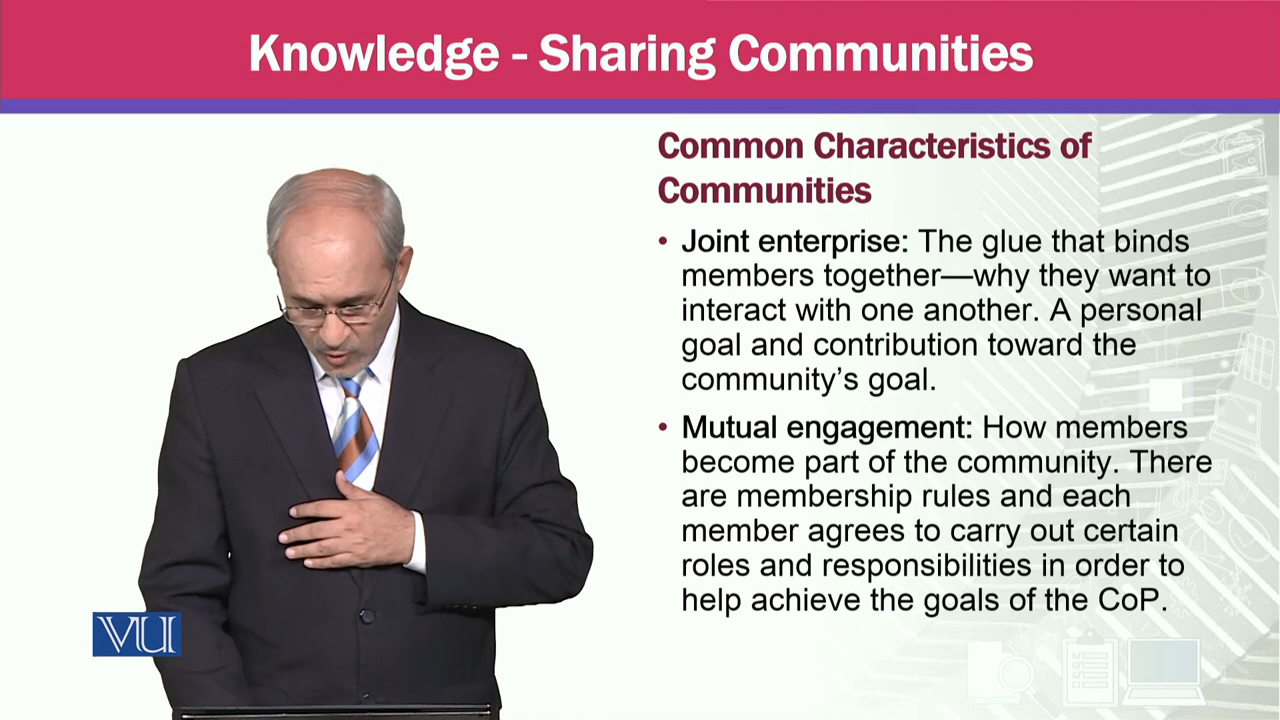 Knowledge - Sharing Communities
Common Characteristics of
Communities
• Joint enterprise: The glue that binds
members together—why they want to
interact with one another. A personal
goal and contribution toward the
community's goal.
• Mutual engagement: How members
become part of the community. There
are membership rules and each
member agrees to carry out certain
roles and responsibilities in order to
help achieve the goals of the CoP.
VU